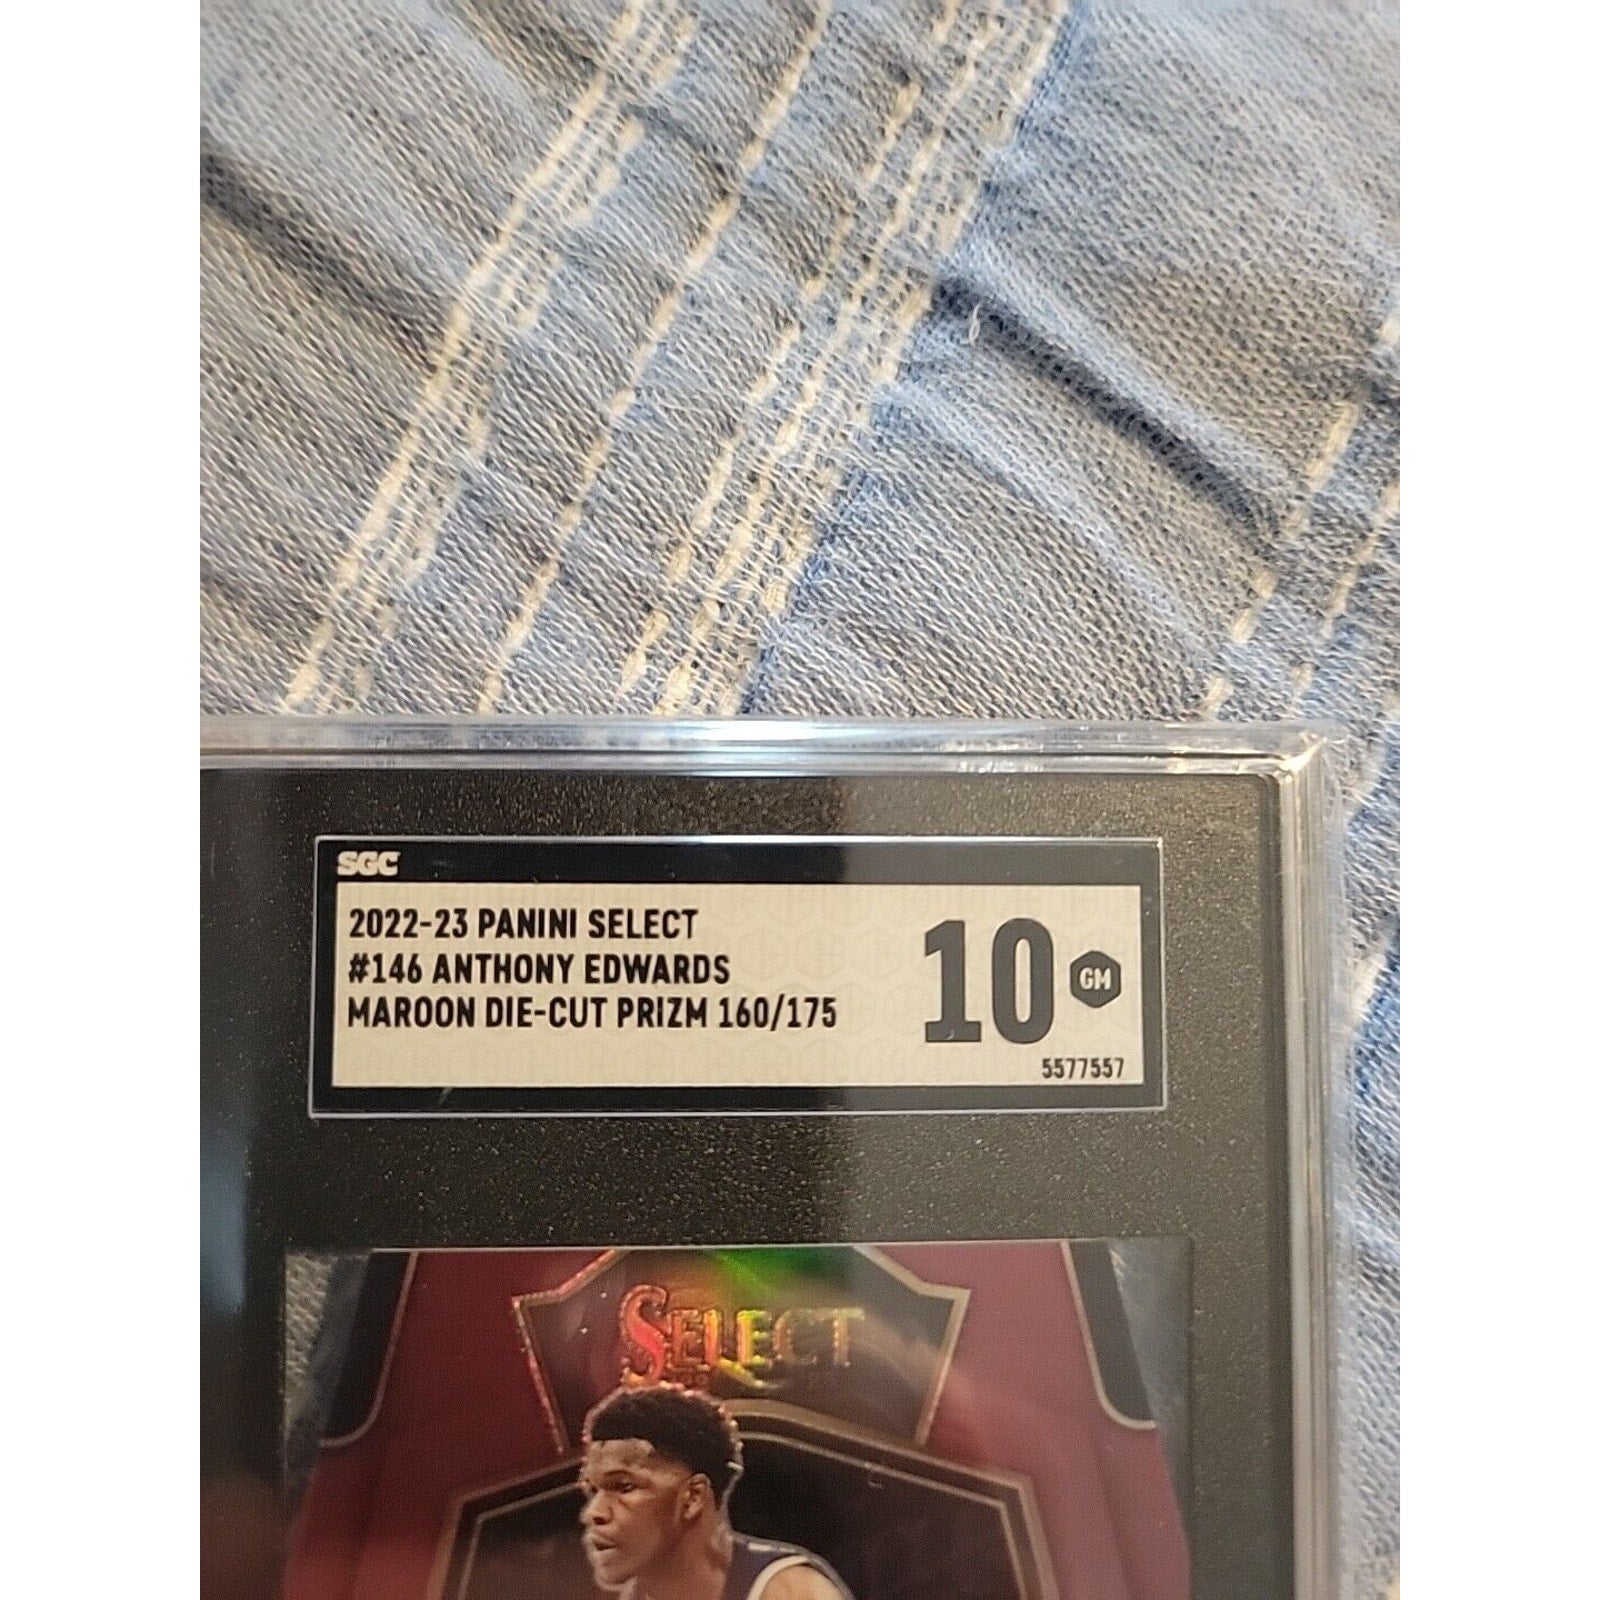 SGC
2022-23 PANINI SELECT
#146 ANTHONY EDWARDS
MAROON DIE-CUT PRIZM 160/175
10 GM
5577557
SELECT